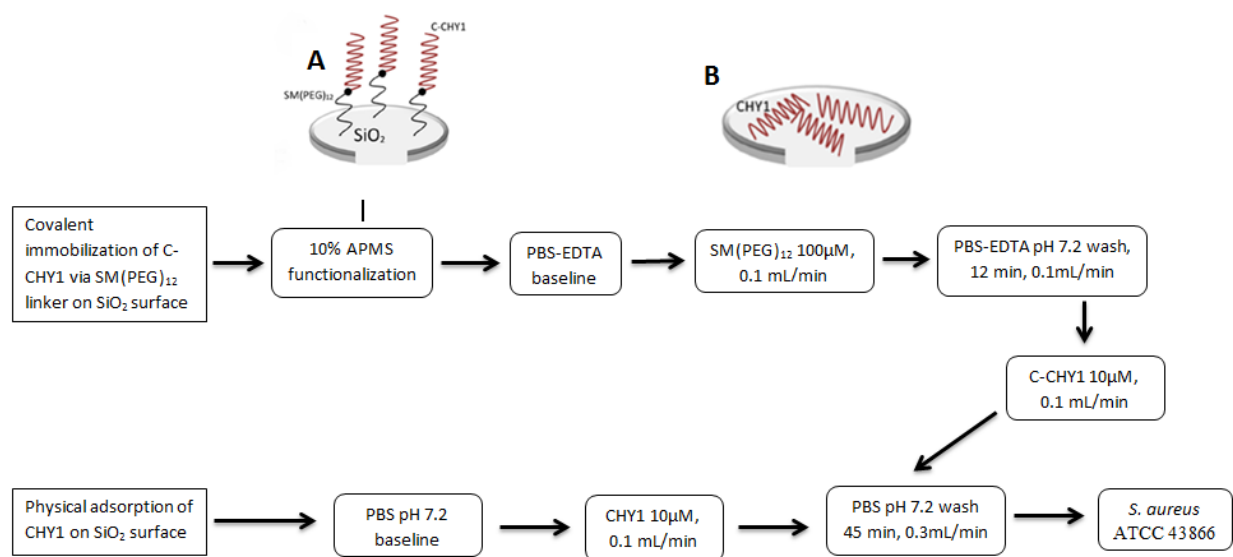 A
C-CHY1
SM(PEG)₁₂
SiO₂
B
CHY1
Covalent
immobilization of C-
CHY1 via SM(PEG)₁₂
linker on SiO₂ surface
10% APMS
functionalization
PBS-EDTA
baseline
SM(PEG)₁₂ 100µM,
0.1 mL/min
PBS-EDTA pH 7.2 wash,
12 min, 0.1mL/min
C-CHY1 10µM,
0.1 mL/min
Physical adsorption of
CHY1 on SiO₂ surface
PBS pH 7.2
baseline
CHY1 10µM,
0.1 mL/min
PBS pH 7.2 wash
45 min, 0.3mL/min
S. aureus
ATCC 43866